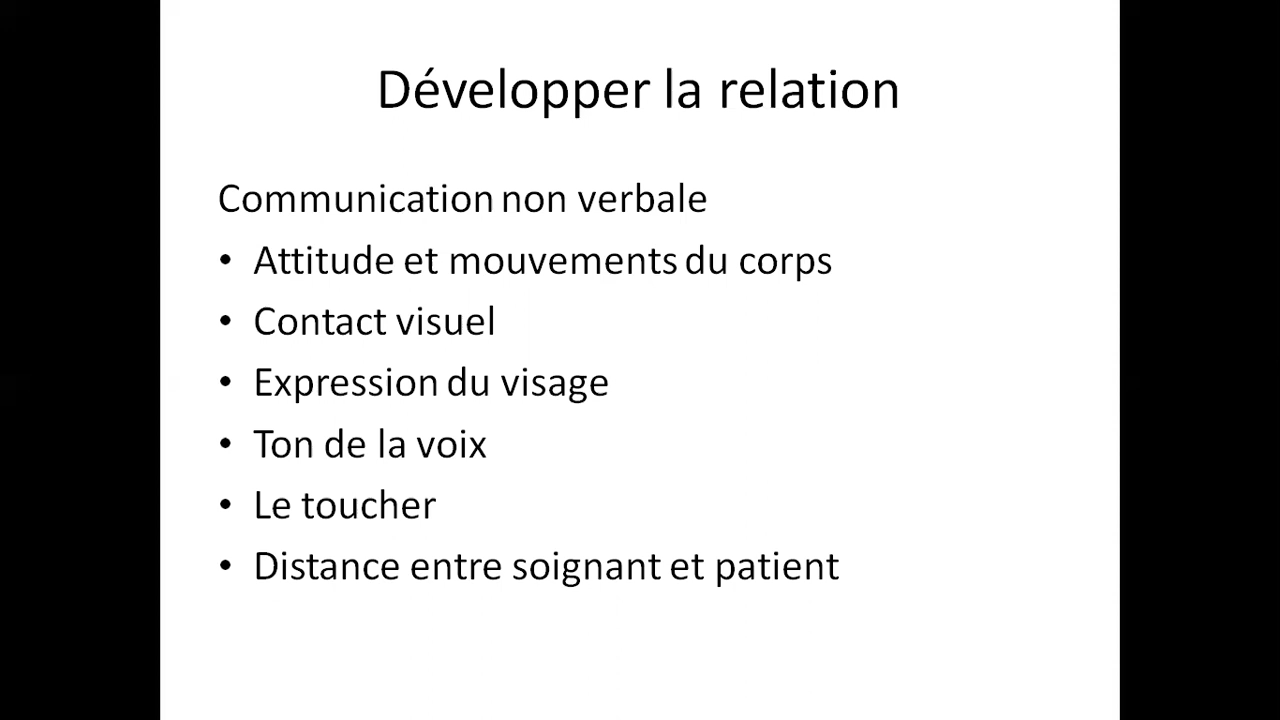 Développer la relation
Communication non verbale
• Attitude et mouvements du corps
• Contact visuel
• Expression du visage
• Ton de la voix
• Le toucher
• Distance entre soignant et patient